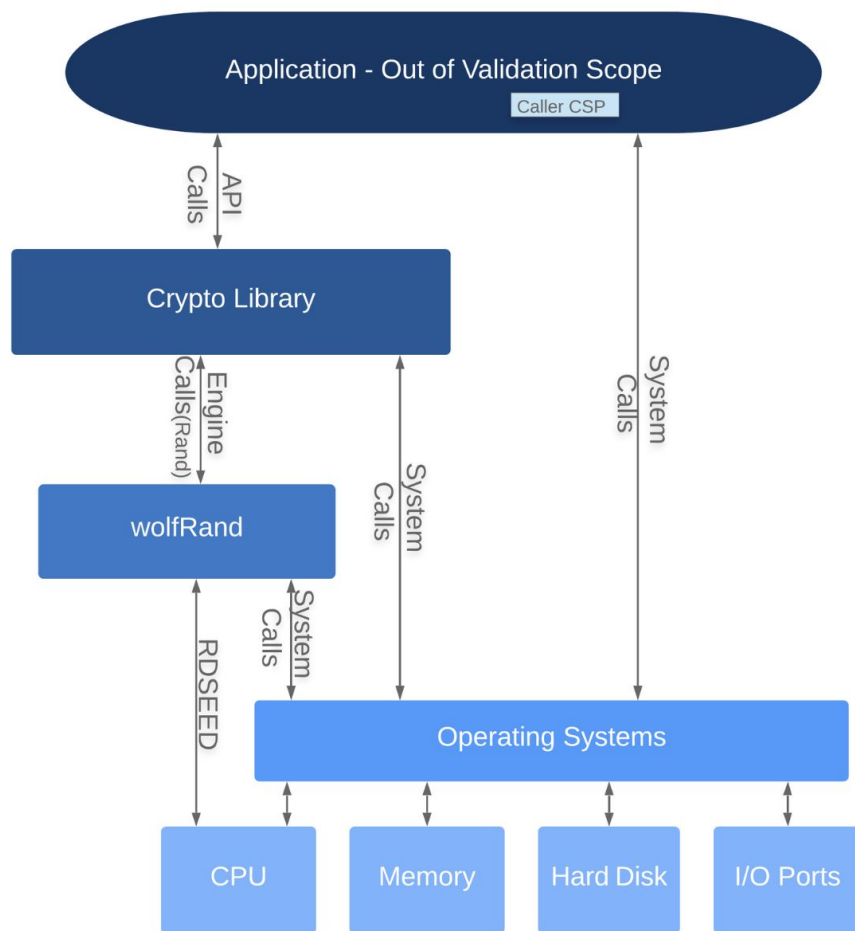 Application - Out of Validation Scope
Caller CSP
API
Calls
Crypto Library
Engine
Calls(Rand)
System
Calls
System
Calls
wolfRand
RDSEED
System
Calls
Operating Systems
CPU
Memory
Hard Disk
I/O Ports